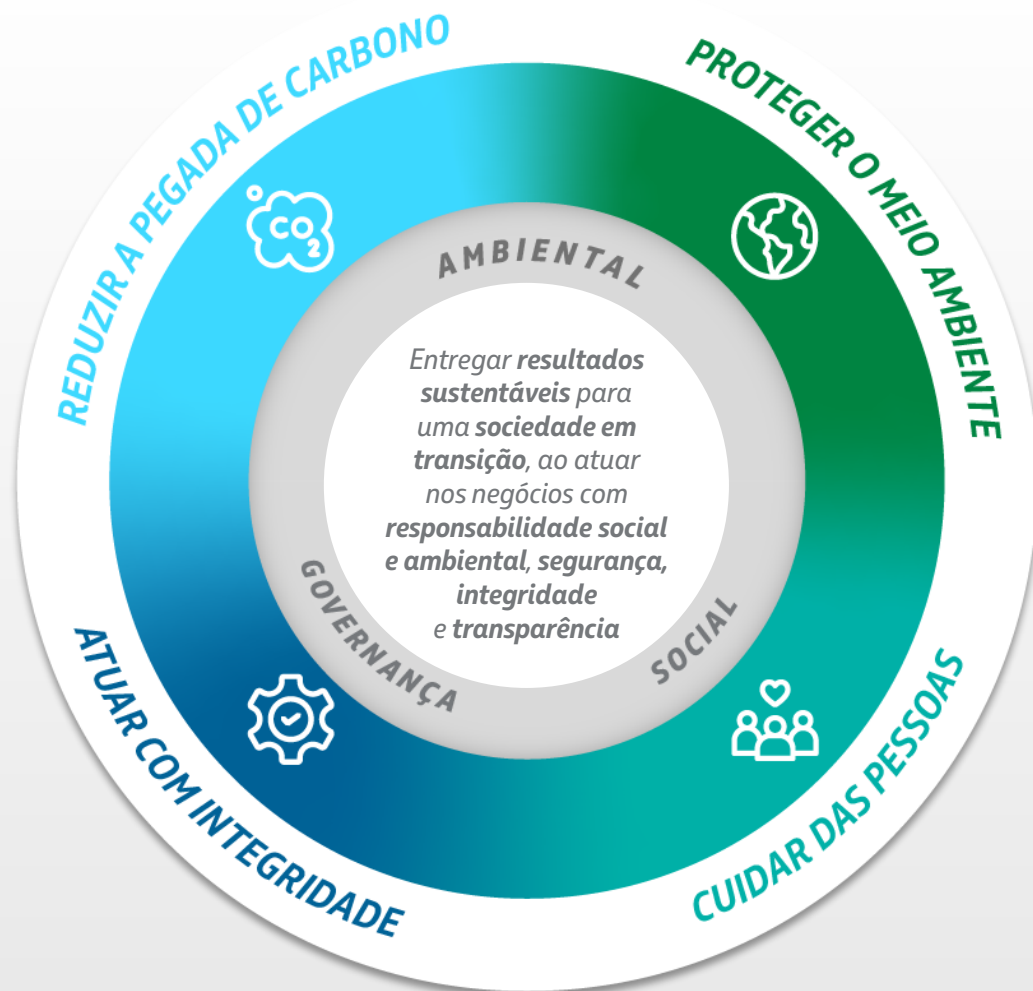 REDUZIR A PEGADA DE CARBONO
PROTEGER O MEIO AMBIENTE
CO2
AMBIENTAL
Entregar resultados
sustentáveis para
uma sociedade em
transição, ao atuar
nos negócios com
responsabilidade social
e ambiental, segurança,
integridade
e transparência
GOVERNANÇA
SOCIAL
ATUAR COM INTEGRIDADE
CUIDAR DAS PESSOAS